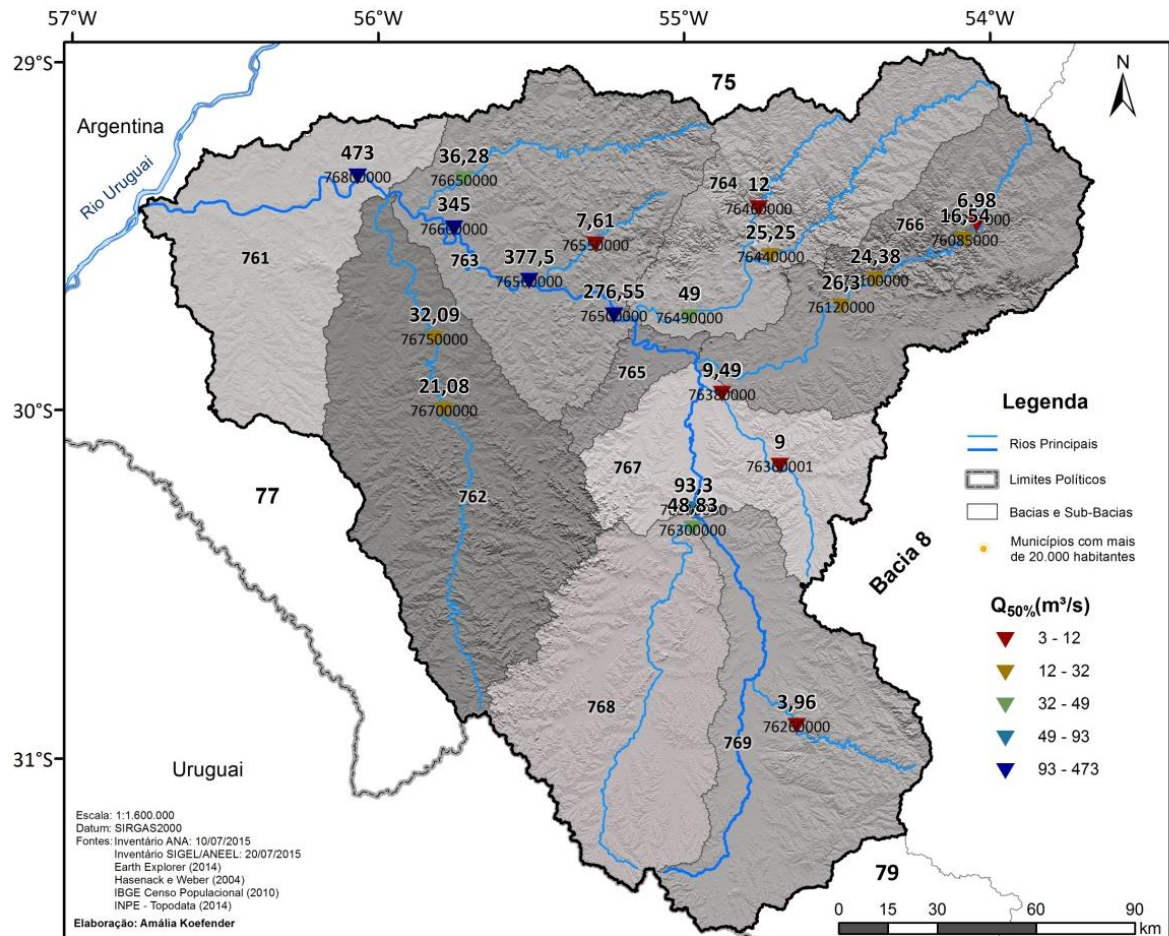 57°W
56°W
55°W
54°W
29°S
30°S
31°S
75
N
Argentina
Rio Uruguai
473
76800000
36,28
76650000
345
76600000
763
7,61
76550000
377,5
76560000
276,55
76500000
764
12
76460000
25,25
76440000
49
76490000
766
6,98
16,54
76085000
24,38
26,3
76120000
761
32,09
76750000
21,08
76700000
762
765
9,49
76380000
9
76360001
767
93,3
48,83
76300000
77
Bacia 8
768
769
3,96
76260000
79
Uruguai
Legenda
Rios Principais
Limites Políticos
Bacias e Sub-Bacias
Municípios com mais
de 20.000 habitantes
Q50%(m³/s)
3 - 12
12 - 32
32 - 49
49 - 93
93 - 473
Escala: 1:1.600.000
Datum: SIRGAS2000
Fontes: Inventário ANA: 10/07/2015
Inventário SIGEL/ANEEL: 20/07/2015
Earth Explorer (2014)
Hasenack e Weber (2004)
IBGE Censo Populacional (2010)
INPE - Topodata (2014)
Elaboração: Amália Koefender
0 15 30 60 90
km